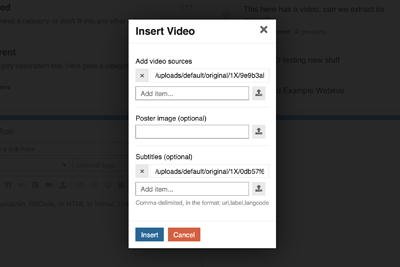 Insert Video
This here has a video, can we extract to
Add video sources
/uploads/default/original/1X/9e9b3a
Add item...
testing new stuff
Example Webinar
Poster image (optional)
Subtitles (optional)
/uploads/default/original/1X/0db57f6
Add item...
Comma-delimited, in the format: url,label,langcode
Insert
Cancel